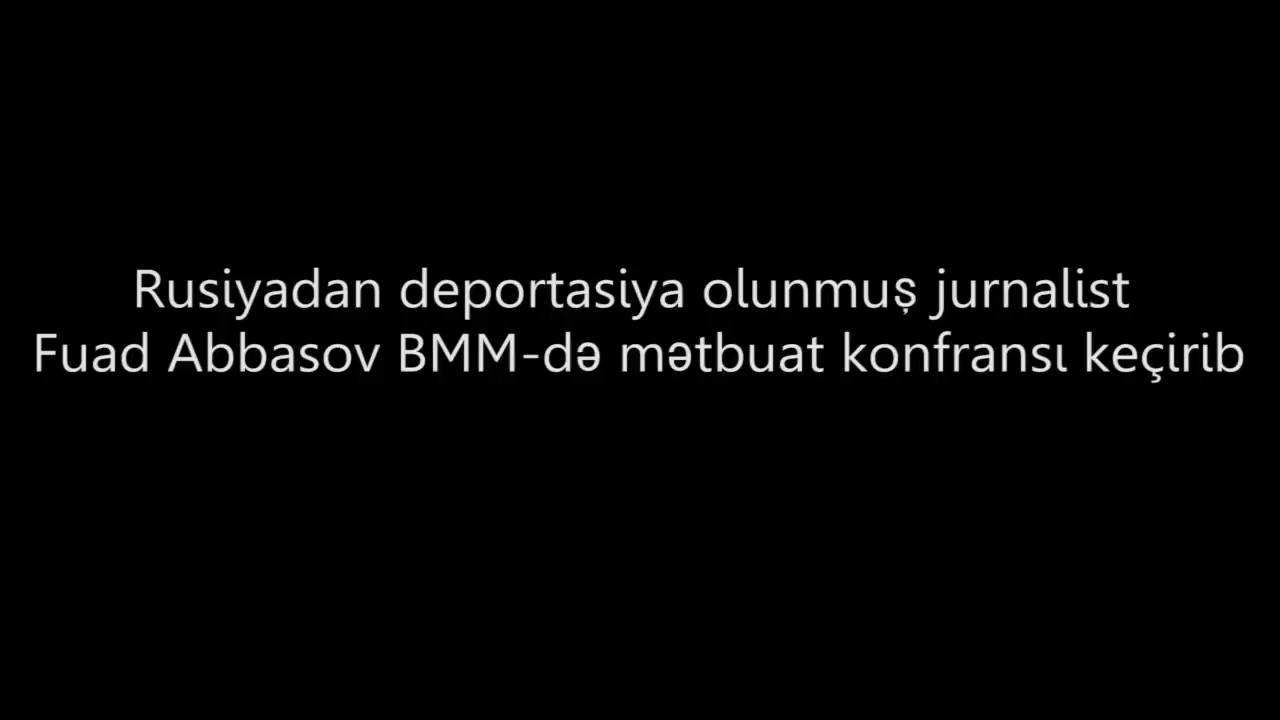 Rusiyadan deportasiya olunmuş jurnalist
Fuad Abbasov BMM-də mətbuat konfransı keçirib